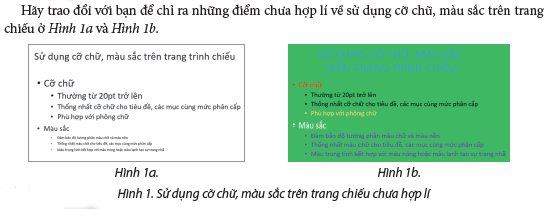 Hãy trao đổi với bạn để chỉ ra những điểm chưa hợp lí về sử dụng cỡ chữ, màu sắc trên trang
chiếu ở Hình 1a và Hình 1b.
Sử dụng cỡ chữ, màu sắc trên trang trình chiếu
• Cỡ chữ
• Thường từ 20pt trở lên
• Thống nhất cỡ chữ cho tiêu đề, các mục cùng mức phân cấp
• Phù hợp với phông chữ
• Màu sắc
• Đảm bảo độ tương phản màu chữ và màu nền
• Thống nhất màu chữ cho tiêu đề, các mục cùng mức phân cấp
• Màu trung tính kết hợp với màu nóng hoặc màu lạnh tạo sự trang nhã
Hình 1a.
SỬ DỤNG CỠ CHỮ, MÀU SẮC
TRÊN TRANG TRÌNH CHIẾU
• Cỡ chữ
• Thường từ 20pt trở lên
• Thống nhất cỡ chữ cho tiêu đề, các mục cùng mức phân cấp
• Phù hợp với phông chữ
• Màu sắc
• Đảm bảo độ tương phản màu chữ và màu nền
• Thống nhất màu chữ cho tiêu đề, các mục cùng mức phân cấp
• Màu trung tính kết hợp với màu nóng hoặc màu lạnh tạo sự trang nhã
Hình 1b.
Hình 1. Sử dụng cỡ chữ, màu sắc trên trang chiếu chưa hợp lí